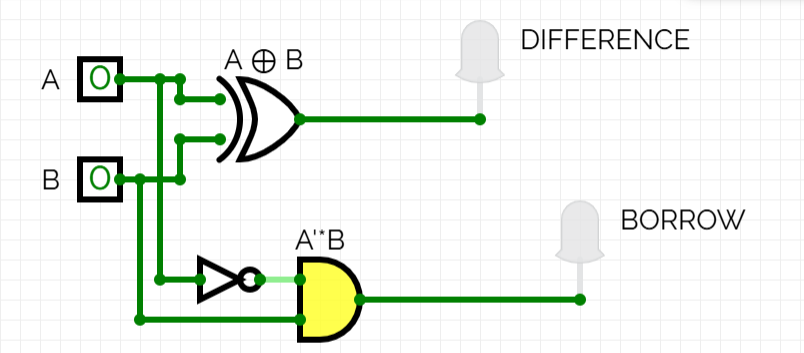 DIFFERENCE
A ⊕ B
A 0
B 0
BORROW
A'*B